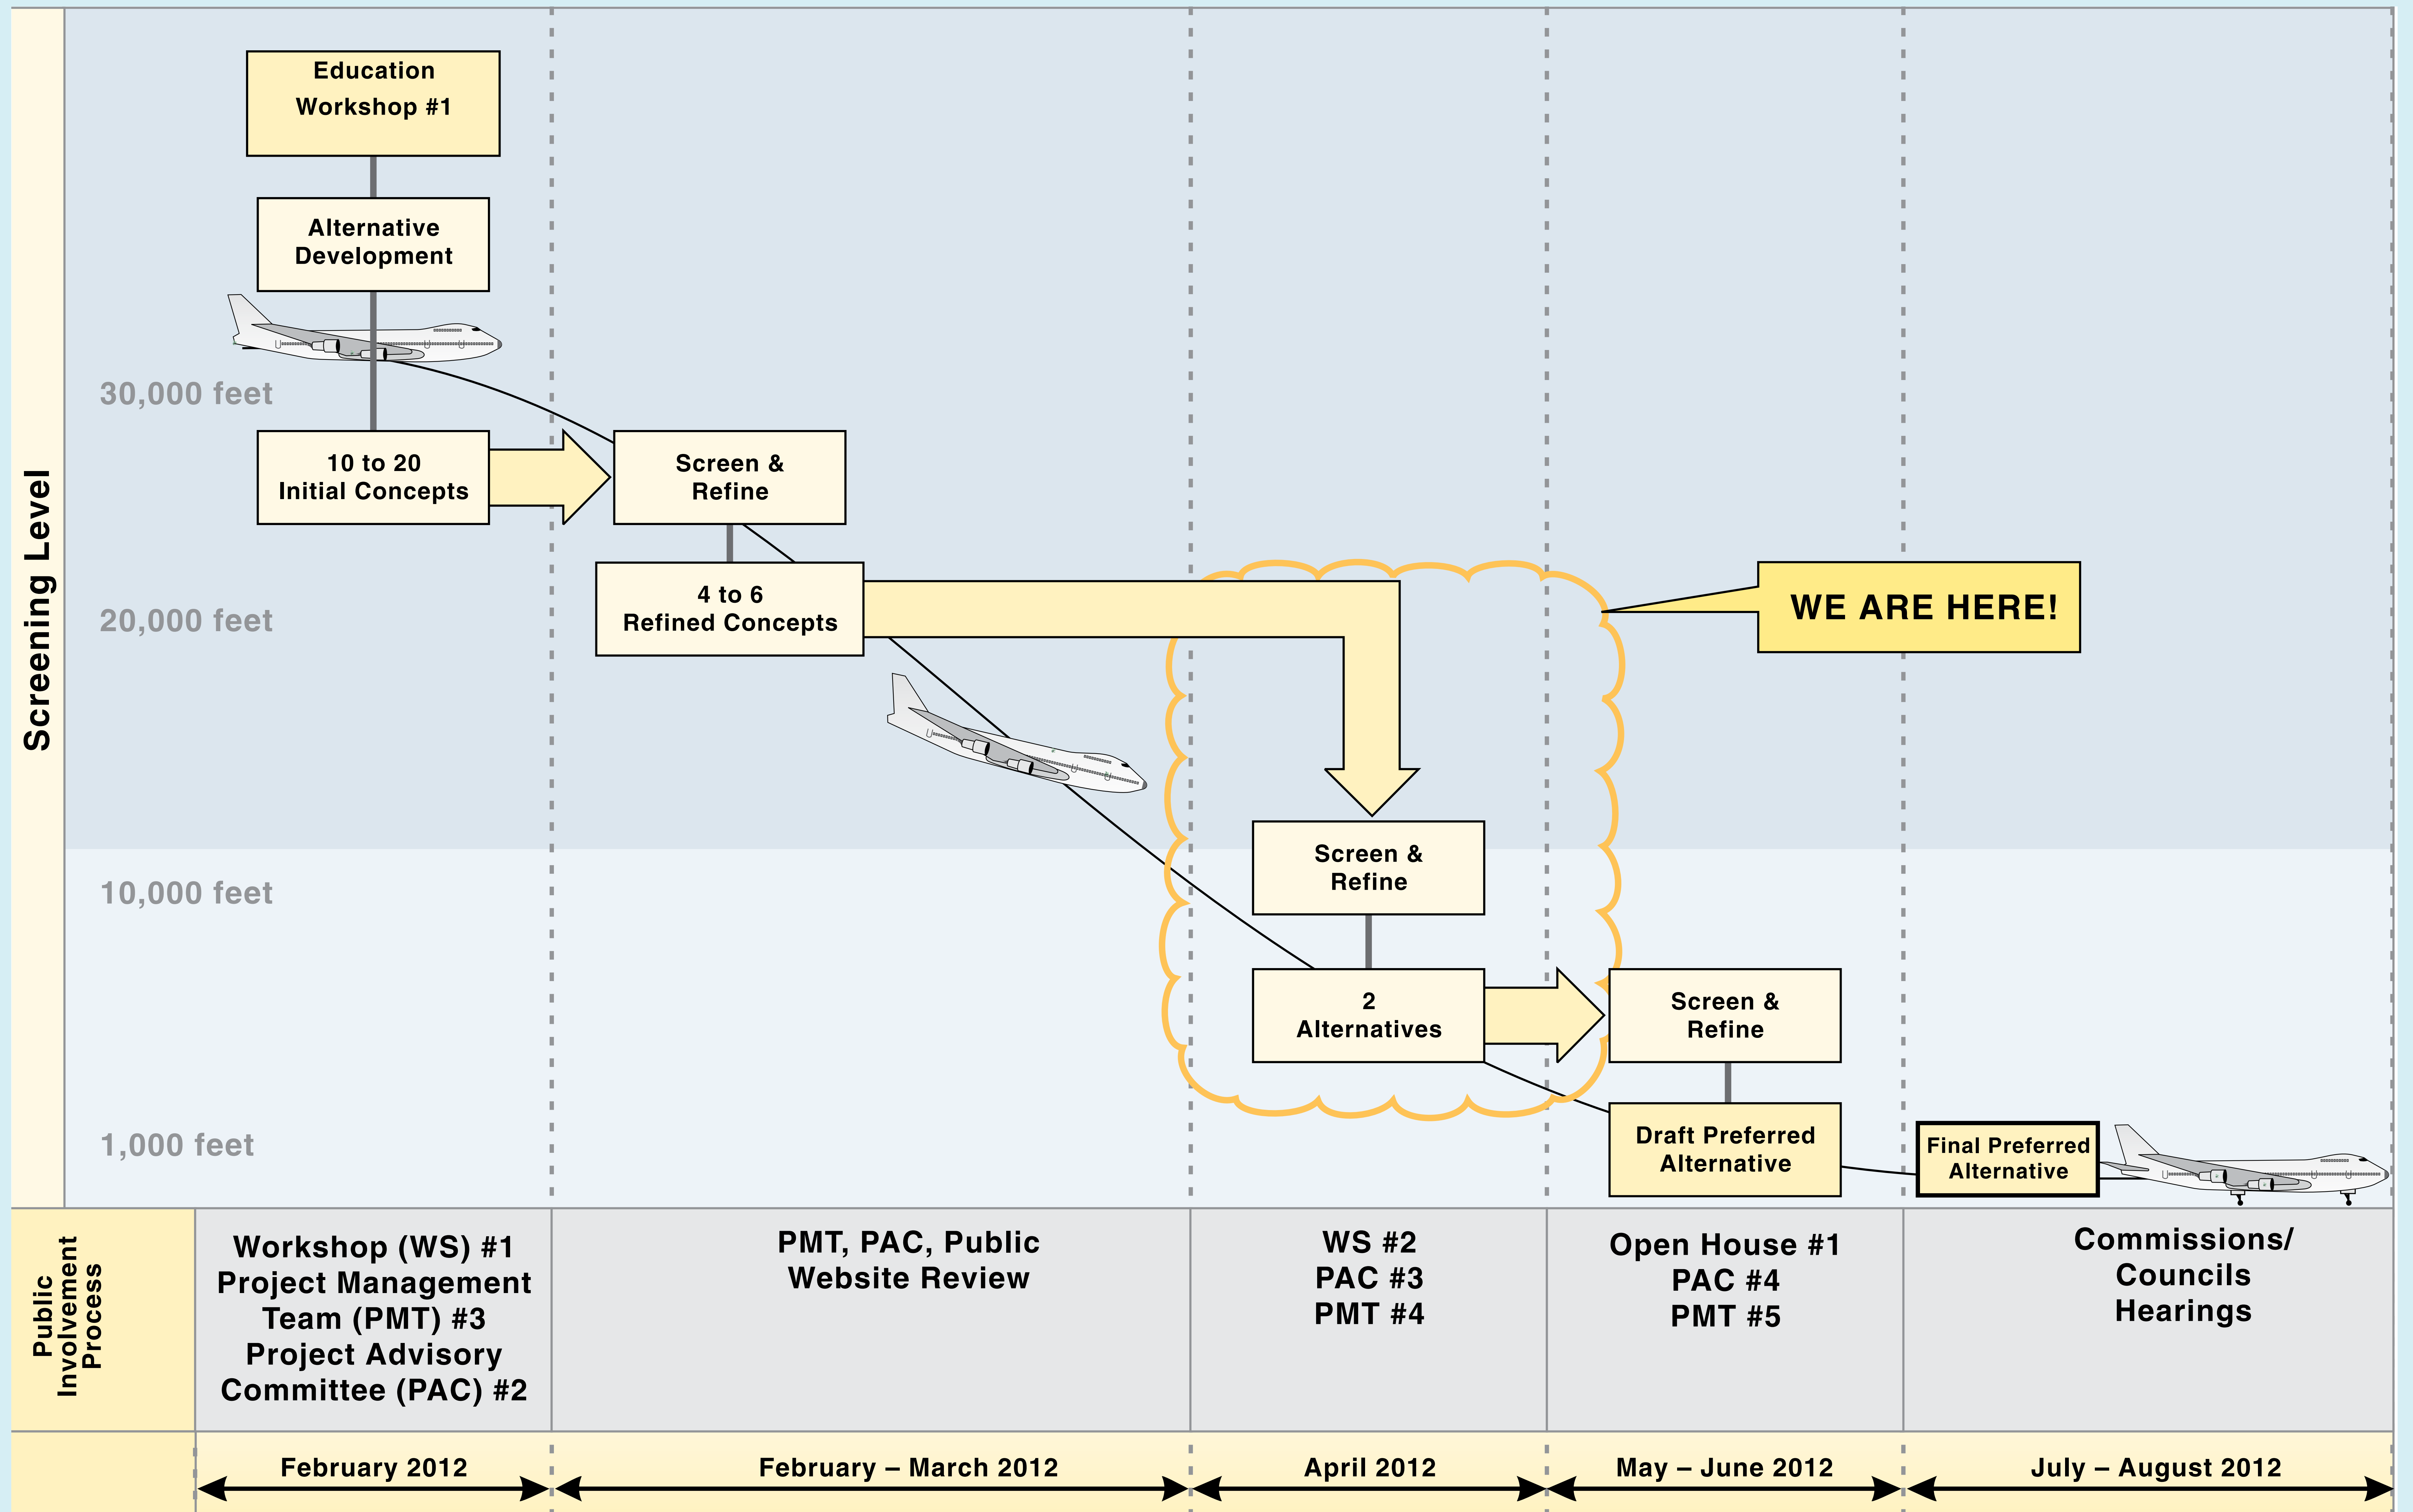 Education
Workshop #1
Alternative
Development
30,000 feet
10 to 20
Initial Concepts
Screen &
Refine
Screening Level
20,000 feet
4 to 6
Refined Concepts
WE ARE HERE!
10,000 feet
Screen &
Refine
2
Alternatives
Screen &
Refine
1,000 feet
Draft Preferred
Alternative
Final Preferred
Alternative
Public
Involvement
Process
Workshop (WS) #1
Project Management
Team (PMT) #3
Project Advisory
Committee (PAC) #2
PMT, PAC, Public
Website Review
WS #2
PAC #3
PMT #4
Open House #1
PAC #4
PMT #5
Commissions/
Councils
Hearings
February 2012
February – March 2012
April 2012
May – June 2012
July – August 2012